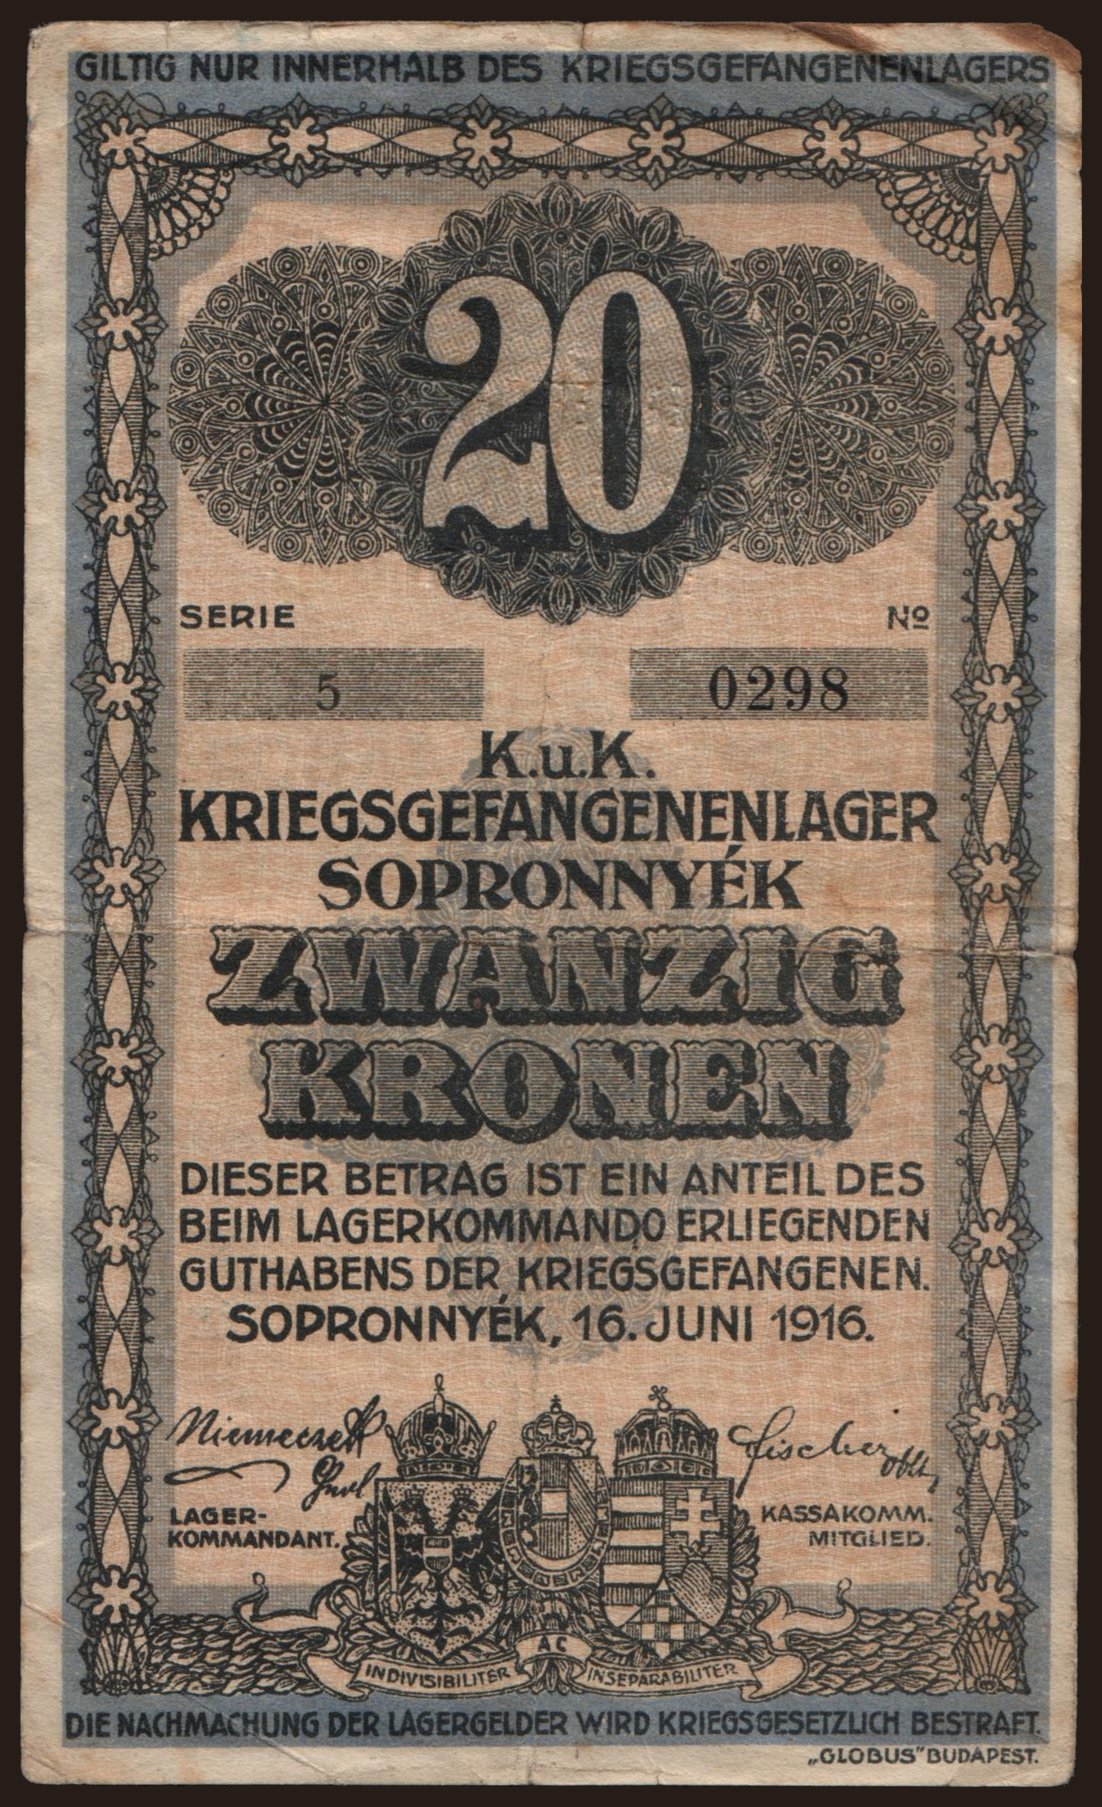 GILTIG NUR INNERHALB DES KRIEGSGEFANGENENLAGERS
20
SERIE Nº
5 0298
K.u.K.
KRIEGSGEFANGENENLAGER
SOPRONNYÉK
ZWANZIG
KRONEN
DIESER BETRAG IST EIN ANTEIL DES
BEIM LAGERKOMMANDO ERLIEGENDEN
GUTHABENS DER KRIEGSGEFANGENEN.
SOPRONNYÉK, 16. JUNI 1916.
Fischer
LAGER-
KOMMANDANT.
KASSAKOMM.
MITGLIED.
INDIVISIBILITER AC INSEPARABILITER
DIE NACHMACHUNG DER LAGERGELDER WIRD KRIEGSGESETZLICH BESTRAFT.
„GLOBUS" BUDAPEST.